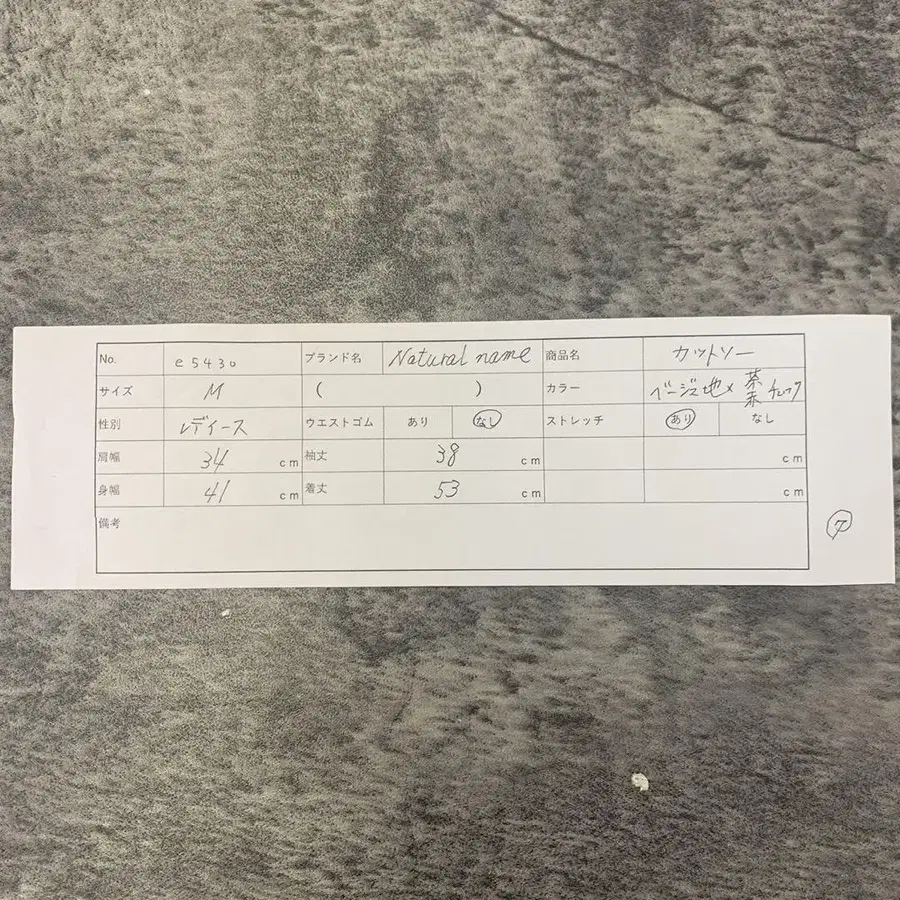 No. e5430 ブランド名 Natural name 商品名 カットソー
サイズ M ( ) カラー ベージュ地×茶赤チェック
性別 レディース ウエストゴム あり なし ストレッチ あり なし
肩幅 34 cm 袖丈 38 cm cm
身幅 41 cm 着丈 53 cm cm
備考
7